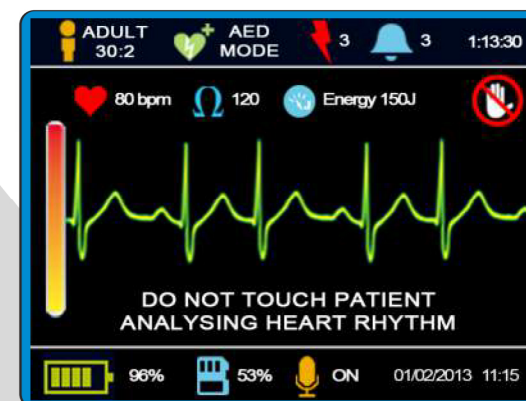 ADULT
30:2
AED
MODE
3
3
1:13:30
80 bpm
Ω 120
Energy 150J
DO NOT TOUCH PATIENT
ANALYSING HEART RHYTHM
96%
53%
ON
01/02/2013 11:15